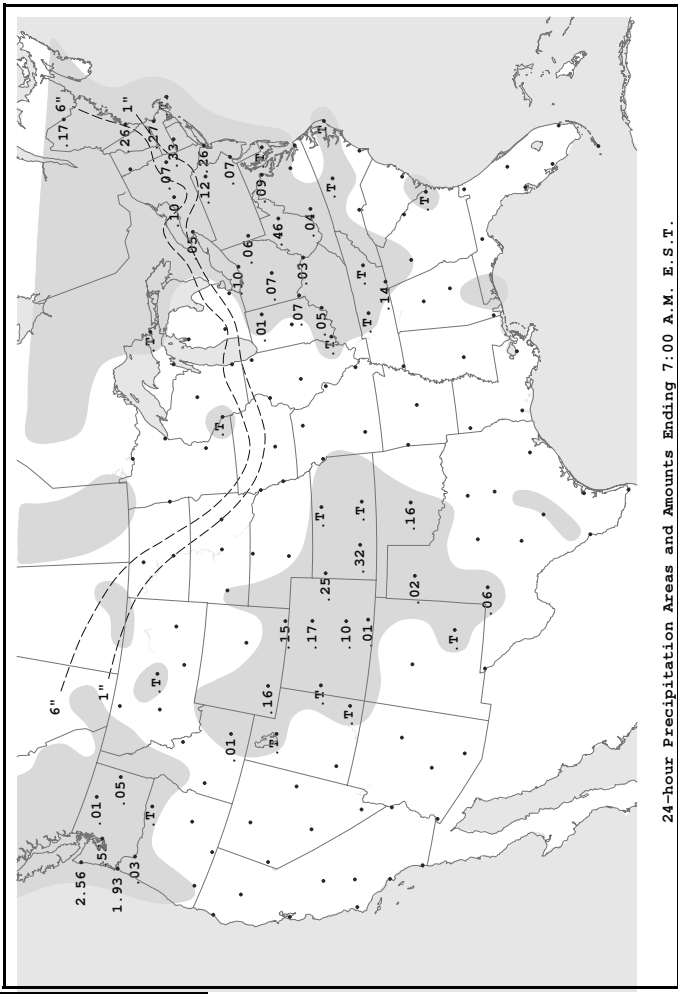 6"
6"
.17
2.56
.01
.52
1"
1.93
.05
.26
1"
.03
T
T
.27
T
T
.07
.33
.10
.05
.26
.12
T
.07
.01
.10
.06
T
.01
.09
.16
.07
T
.46
.15
.07
.03
.04
.17
T
T
.05
T
.25
T
T
.10
T
.32
T
T
.01
T
.14
.16
.02
T
T
.06
24-hour Precipitation Areas and Amounts Ending 7:00 A.M. E.S.T.